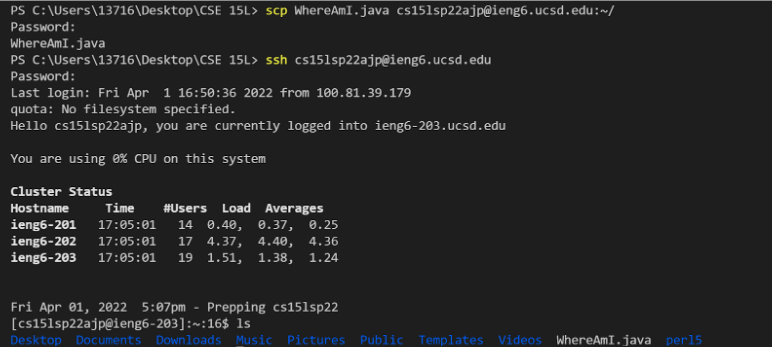 PS C:\Users\13716\Desktop\CSE 15L> scp WhereAmI.java cs15lsp22ajp@ieng6.ucsd.edu:~/
Password:
WhereAmI.java
PS C:\Users\13716\Desktop\CSE 15L> ssh cs15lsp22ajp@ieng6.ucsd.edu
Password:
Last login: Fri Apr  1 16:50:36 2022 from 100.81.39.179
quota: No filesystem specified.
Hello cs15lsp22ajp, you are currently logged into ieng6-203.ucsd.edu
You are using 0% CPU on this system
Cluster Status
Hostname     Time    #Users  Load  Averages
ieng6-201   17:05:01   14  0.40,  0.37,  0.25
ieng6-202   17:05:01   17  4.37,  4.40,  4.36
ieng6-203   17:05:01   19  1.51,  1.38,  1.24
Fri Apr 01, 2022  5:07pm - Prepping cs15lsp22
[cs15lsp22ajp@ieng6-203]:~:16$ ls
Desktop  Documents  Downloads  Music  Pictures  Public  Templates  Videos  WhereAmI.java  perl5